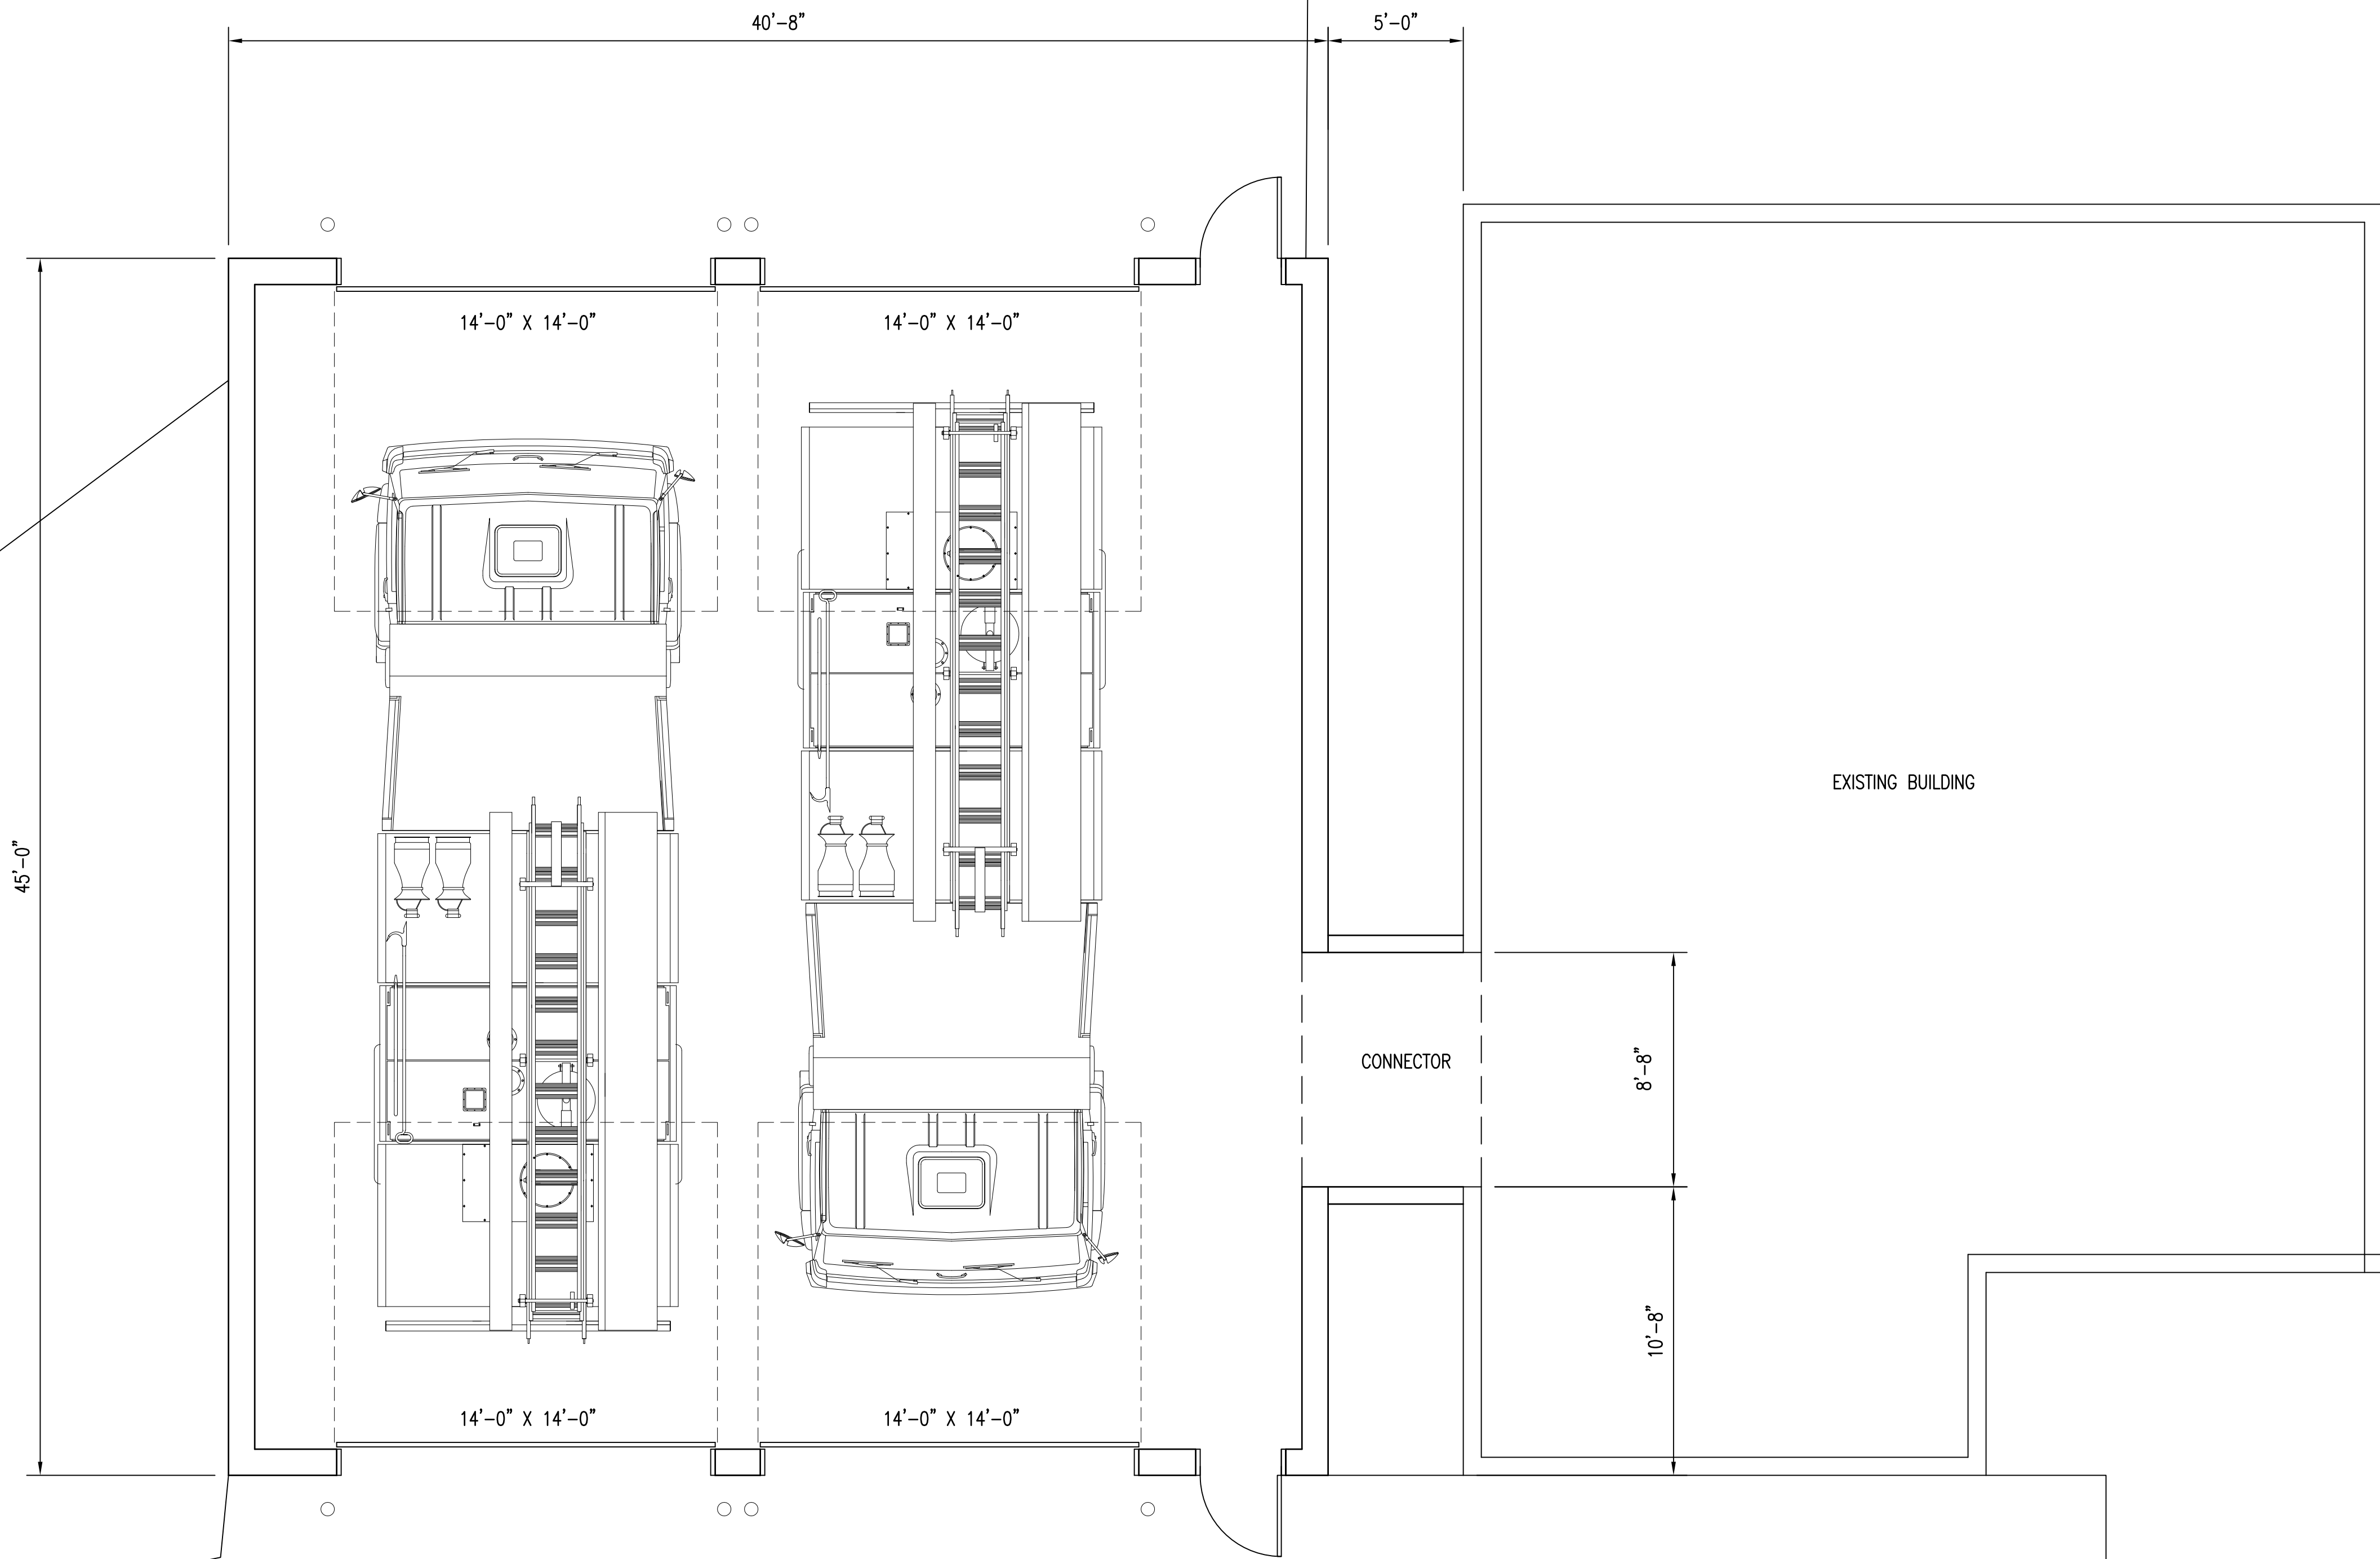 40'-8"
5'-0"
14'-0" X 14'-0"
14'-0" X 14'-0"
EXISTING BUILDING
45'-0"
CONNECTOR
8'-8"
10'-8"
14'-0" X 14'-0"
14'-0" X 14'-0"